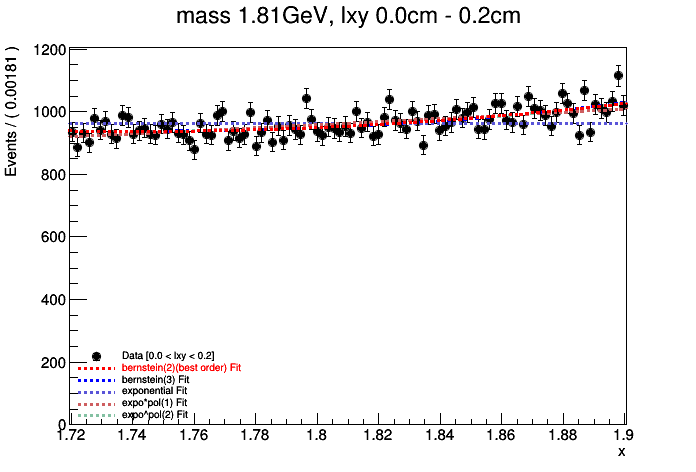 mass 1.81GeV, lxy 0.0cm - 0.2cm
Events / ( 0.00181 )
1200
1000
800
600
400
200
0
Data [0.0 < lxy < 0.2]
bernstein(2)(best order) Fit
bernstein(3) Fit
exponential Fit
expo*pol(1) Fit
expo^pol(2) Fit
1.72 1.74 1.76 1.78 1.8 1.82 1.84 1.86 1.88 1.9
x